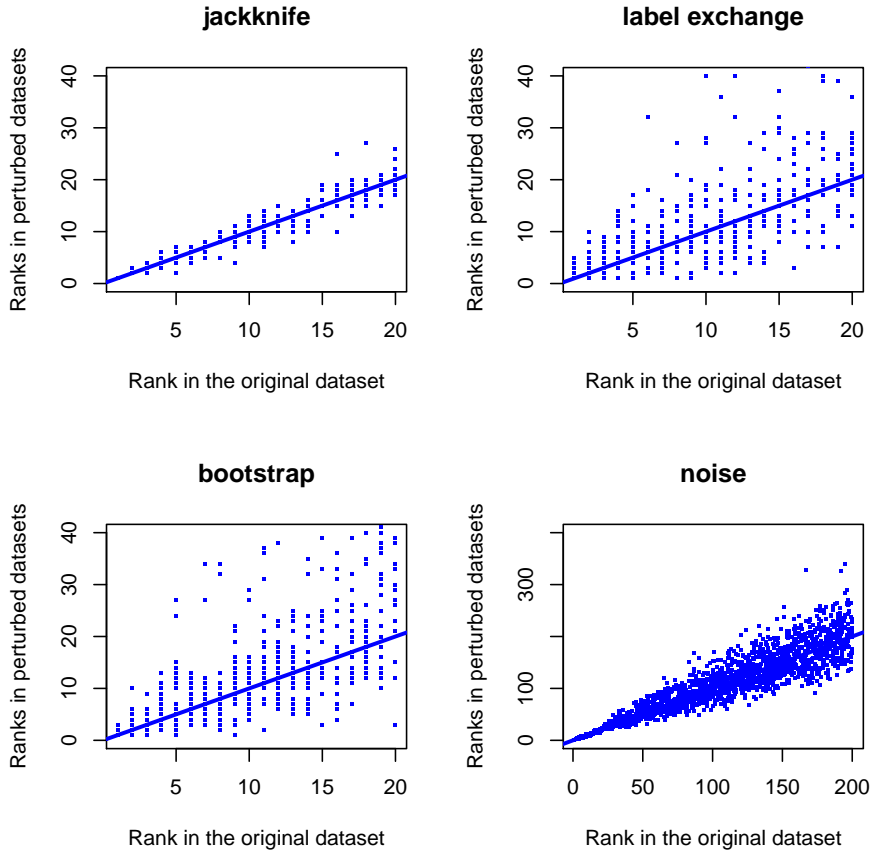 jackknife
Ranks in perturbed datasets
40
30
20
10
0
5
10
15
20
Rank in the original dataset
label exchange
Ranks in perturbed datasets
40
30
20
10
0
5
10
15
20
Rank in the original dataset
bootstrap
Ranks in perturbed datasets
40
30
20
10
0
5
10
15
20
Rank in the original dataset
noise
Ranks in perturbed datasets
300
100
0
0
50
100
150
200
Rank in the original dataset